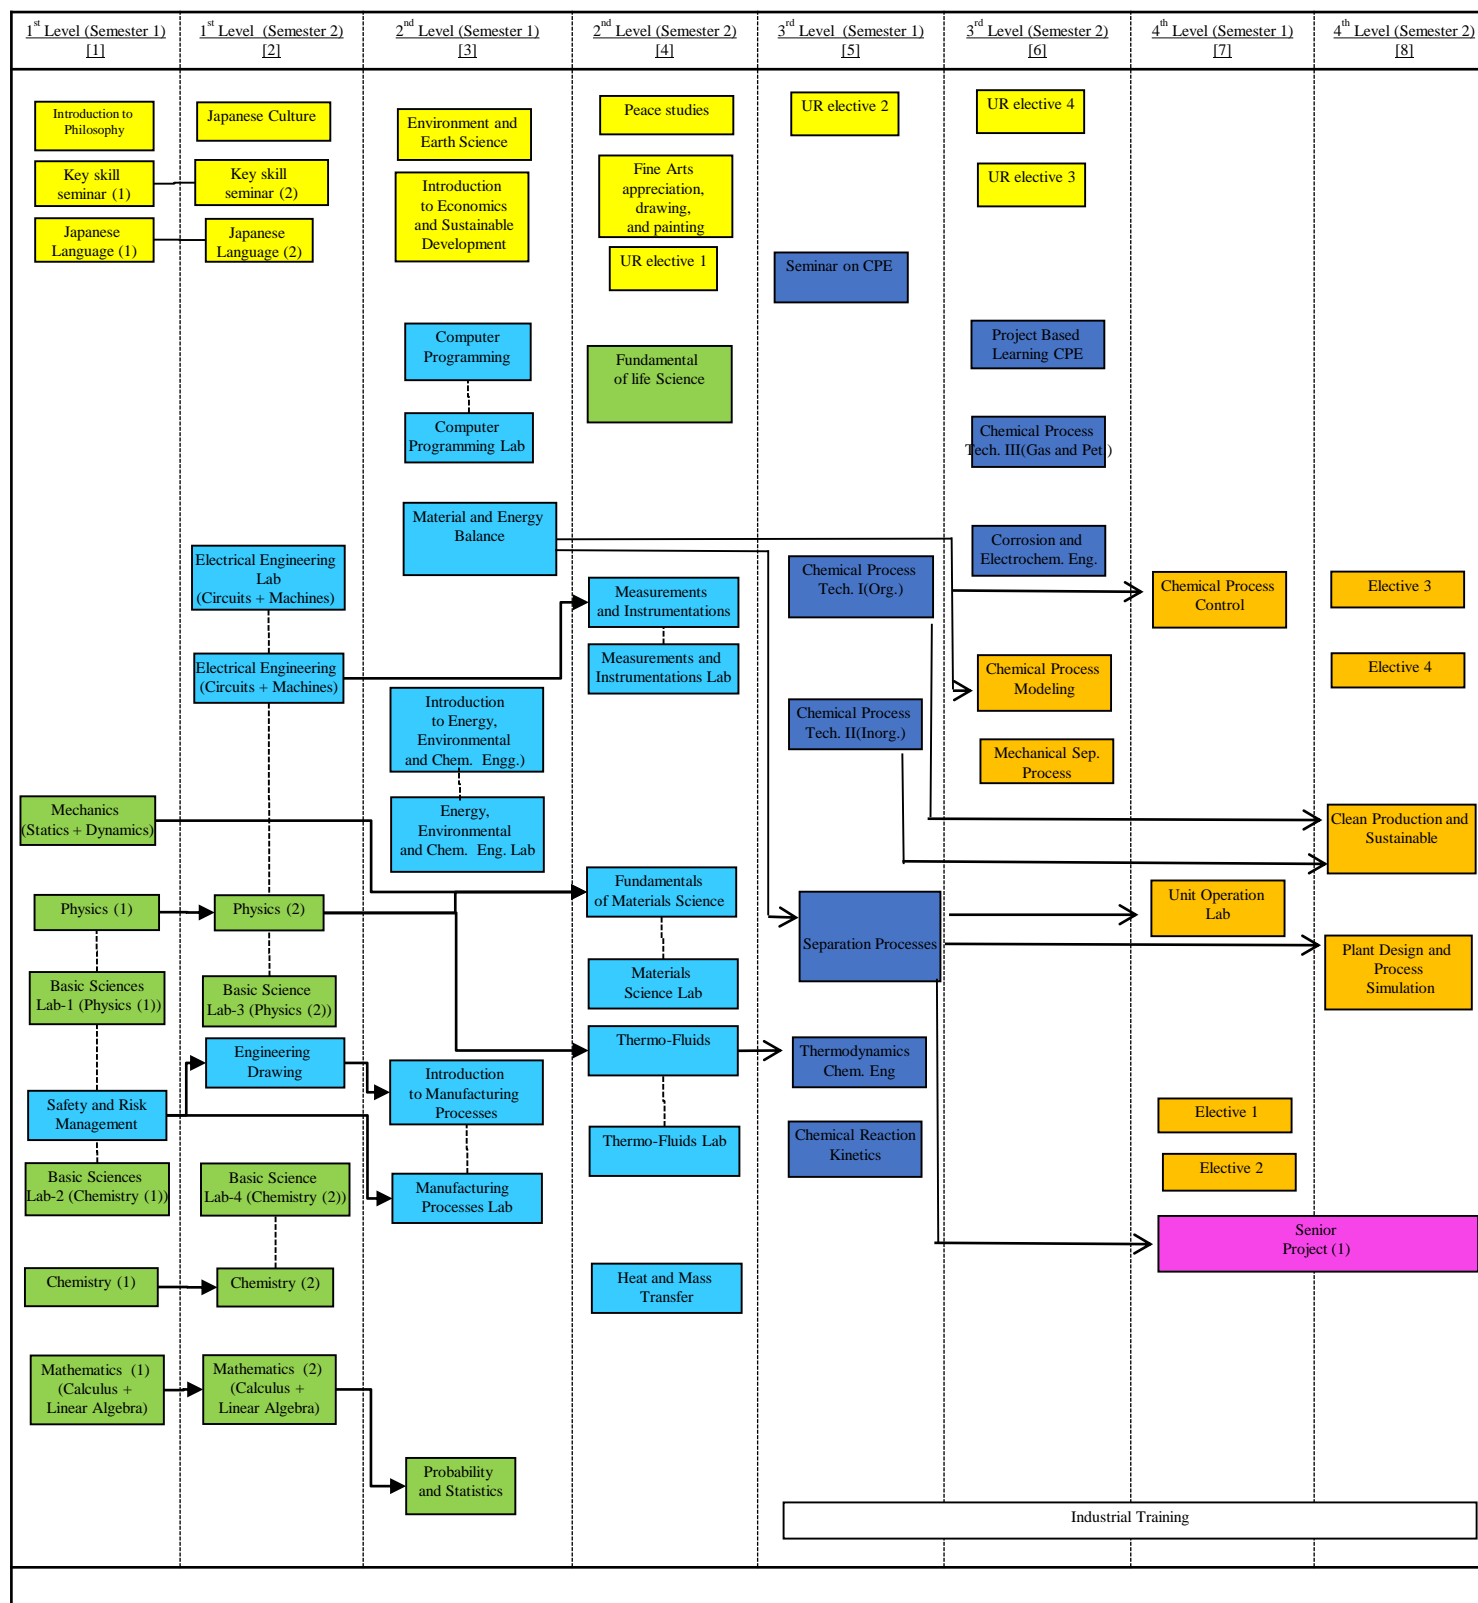 1st Level (Semester 1)
[1]
1st Level (Semester 2)
[2]
2nd Level (Semester 1)
[3]
2nd Level (Semester 2)
[4]
3rd Level (Semester 1)
[5]
3rd Level (Semester 2)
[6]
4th Level (Semester 1)
[7]
4th Level (Semester 2)
[8]
Introduction to
Philosophy
Key skill
seminar (1)
Japanese
Language (1)
Mechanics
(Statics + Dynamics)
Physics (1)
Basic Sciences
Lab-1 (Physics (1))
Safety and Risk
Management
Basic Sciences
Lab-2 (Chemistry (1))
Chemistry (1)
Mathematics (1)
(Calculus +
Linear Algebra)
Japanese Culture
Key skill
seminar (2)
Japanese
Language (2)
Electrical Engineering
Lab
(Circuits + Machines)
Electrical Engineering
(Circuits + Machines)
Physics (2)
Basic Science
Lab-3 (Physics (2))
Engineering
Drawing
Basic Science
Lab-4 (Chemistry (2))
Chemistry (2)
Mathematics (2)
(Calculus +
Linear Algebra)
Environment and
Earth Science
Introduction
to Economics
and Sustainable
Development
Computer
Programming
Computer
Programming Lab
Material and Energy
Balance
Introduction
to Energy,
Environmental
and Chem. Engg.)
Energy,
Environmental
and Chem. Eng. Lab
Introduction
to Manufacturing
Processes
Manufacturing
Processes Lab
Probability
and Statistics
Peace studies
Fine Arts
appreciation,
drawing,
and painting
UR elective 1
Fundamental
of life Science
Measurements
and Instrumentations
Measurements and
Instrumentations Lab
Fundamentals
of Materials Science
Materials
Science Lab
Thermo-Fluids
Thermo-Fluids Lab
Heat and Mass
Transfer
UR elective 2
Seminar on CPE
Chemical Process
Tech. I(Org.)
Chemical Process
Tech. II(Inorg.)
Separation Processes
Thermodynamics
Chem. Eng
Chemical Reaction
Kinetics
UR elective 4
UR elective 3
Project Based
Learning CPE
Chemical Process
Tech. III(Gas and Pet.)
Corrosion and
Electrochem. Eng.
Chemical Process
Modeling
Mechanical Sep.
Process
Chemical Process
Control
Unit Operation
Lab
Elective 1
Elective 2
Senior
Project (1)
Elective 3
Elective 4
Clean Production and
Sustainable
Plant Design and
Process
Simulation
Industrial Training